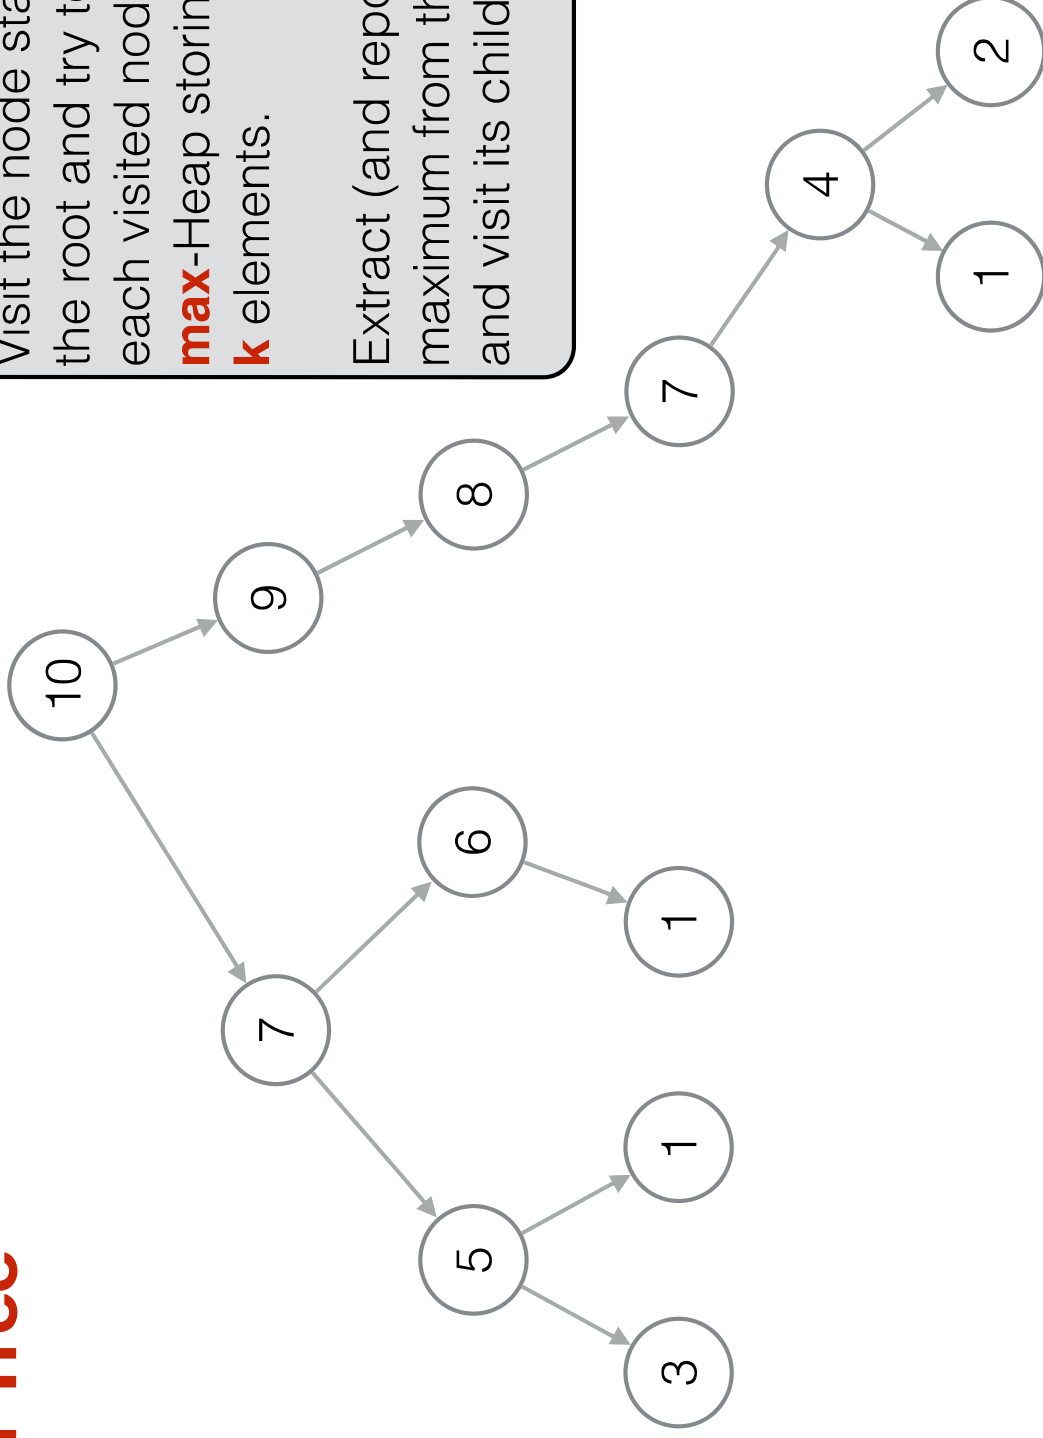 Tree
Visit the node sta
the root and try t
each visited nod
max-Heap storin
k elements.
Extract (and repo
maximum from th
and visit its child
10
7 9
5 6 8
3 1 1 7
4
1 2